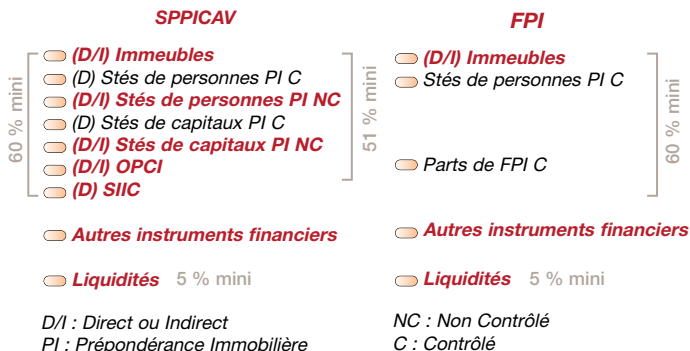 SPPICAV
60 % mini
(D/I) Immeubles
(D) Stés de personnes PI C
(D/I) Stés de personnes PI NC
(D) Stés de capitaux PI C
(D/I) Stés de capitaux PI NC
(D/I) OPCI
(D) SIIC
51 % mini
Autres instruments financiers
Liquidités 5 % mini
D/I : Direct ou Indirect
PI : Prépondérance Immobilière
FPI
(D/I) Immeubles
Stés de personnes PI C
Parts de FPI C
60 % mini
Autres instruments financiers
Liquidités 5 % mini
NC : Non Contrôlé
C : Contrôlé